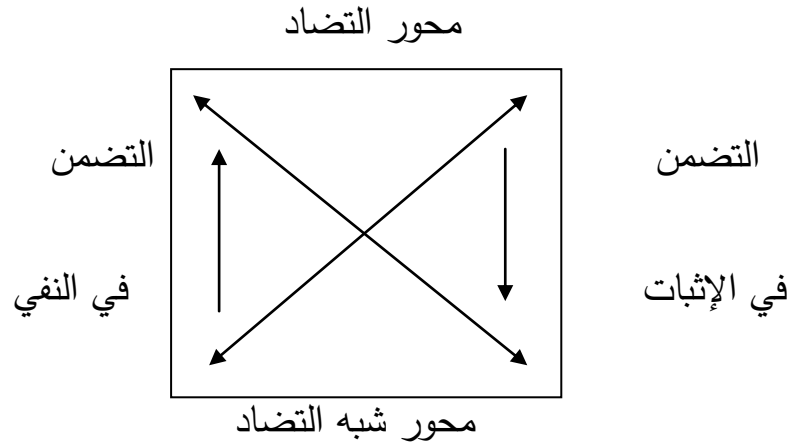 محور التضاد
التضمن
التضمن
في الإثبات
في النفي
محور شبه التضاد